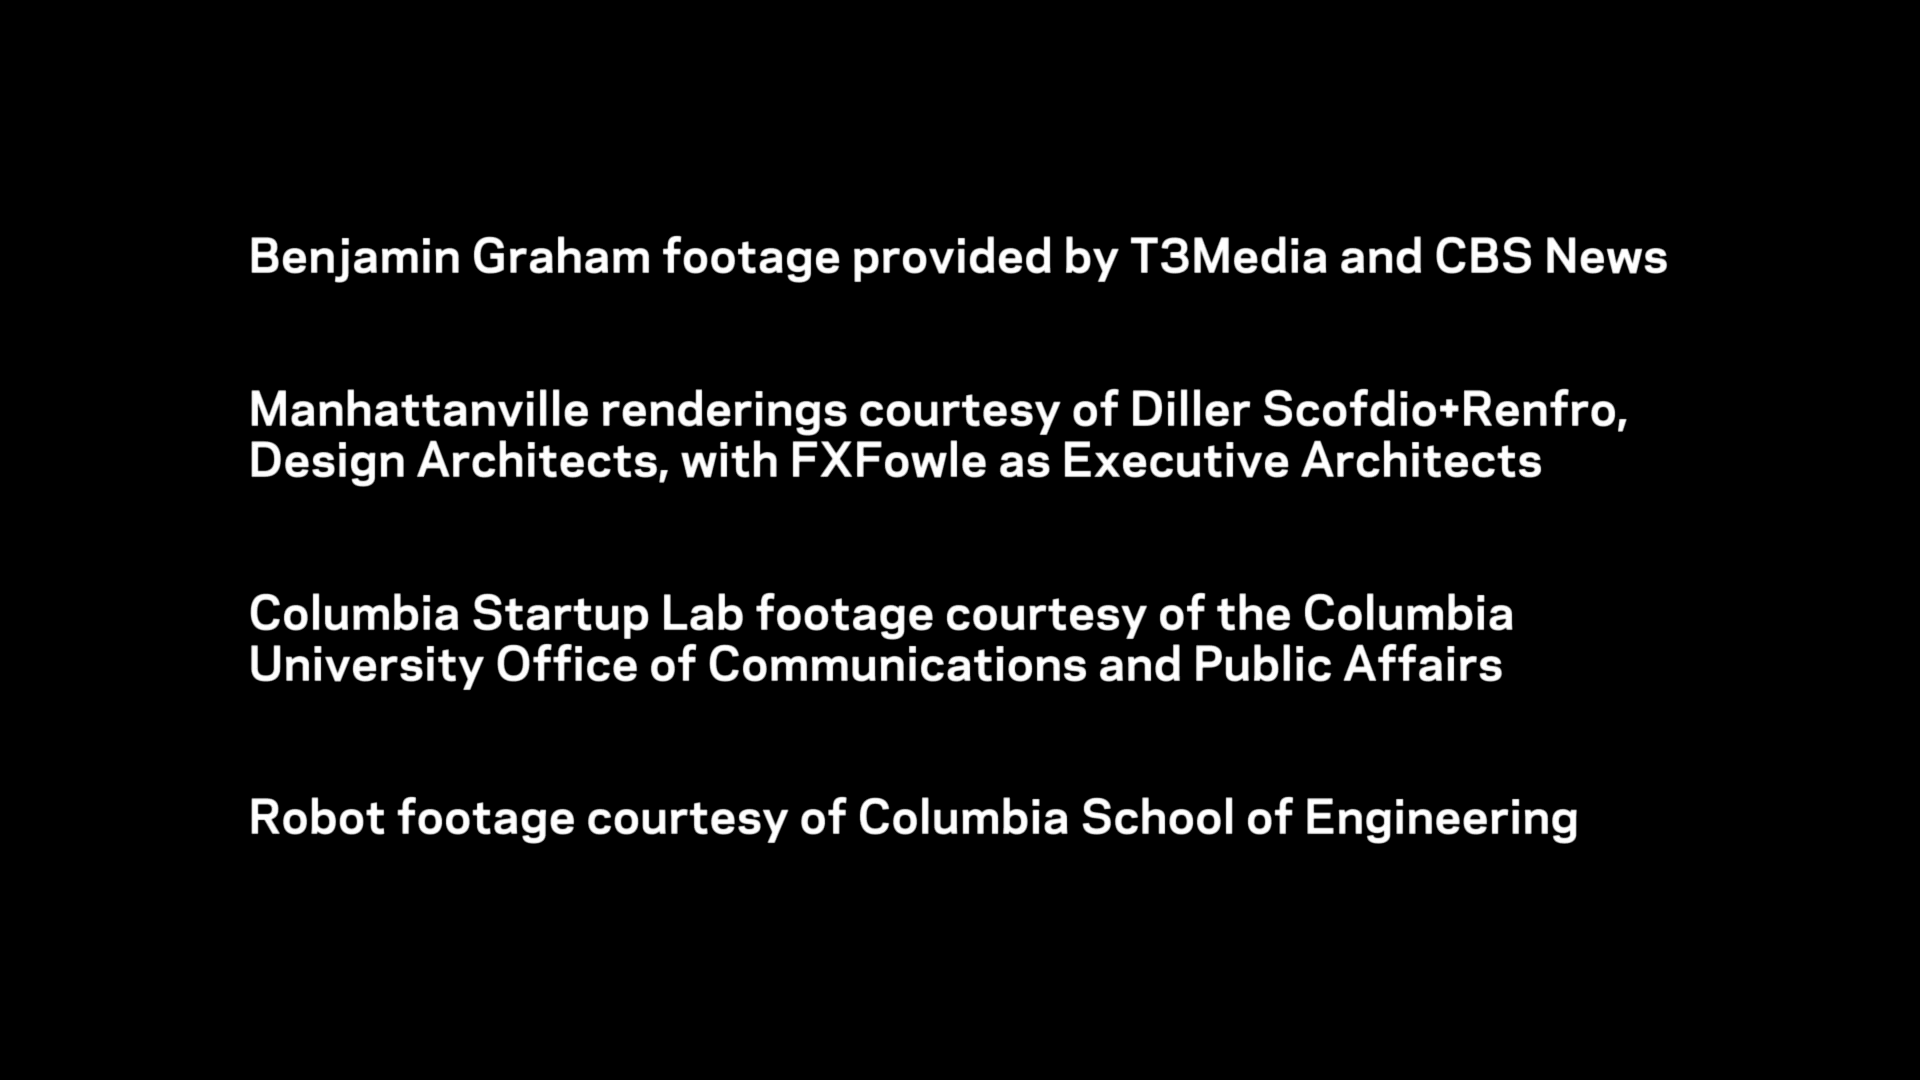 Benjamin Graham footage provided by T3Media and CBS News
Manhattanville renderings courtesy of Diller Scofdio+Renfro,
Design Architects, with FXFowle as Executive Architects
Columbia Startup Lab footage courtesy of the Columbia
University Office of Communications and Public Affairs
Robot footage courtesy of Columbia School of Engineering